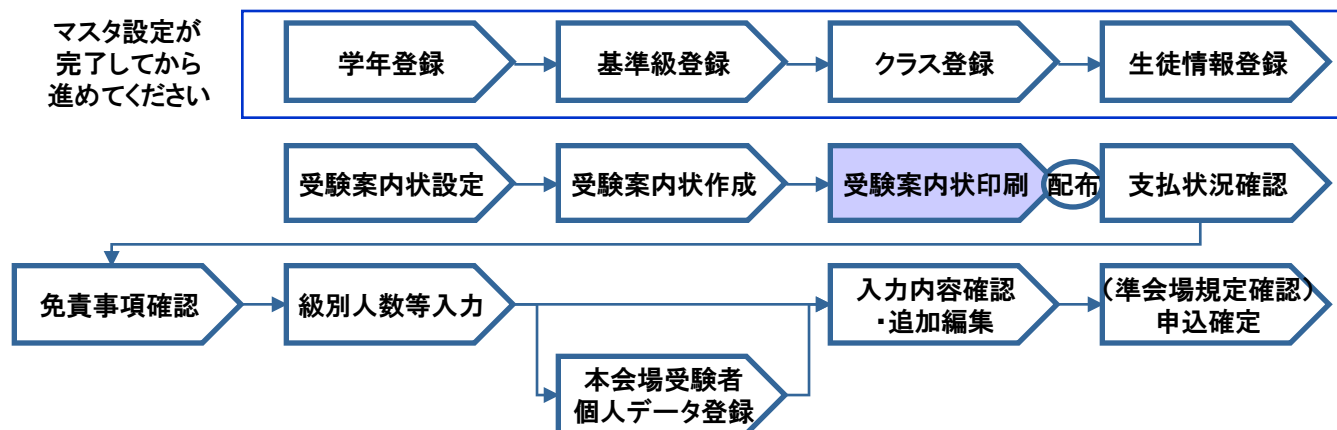 マスタ設定が
完了してから
進めてください
学年登録
基準級登録
クラス登録
生徒情報登録
受験案内状設定
受験案内状作成
受験案内状印刷
配布
支払状況確認
免責事項確認
級別人数等入力
入力内容確認
・追加編集
（準会場規定確認）
申込確定
本会場受験者
個人データ登録